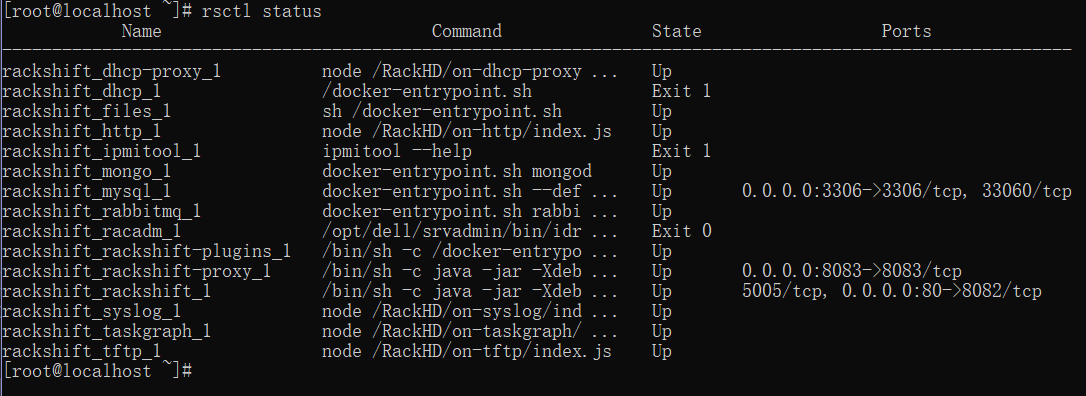 [root@localhost ~]# rsctl status
Name Command State Ports
--------------------------------------------------------------------------------------------------------------
rackshift_dhcp-proxy_1 node /RackHD/on-dhcp-proxy ... Up
rackshift_dhcp_1 /docker-entrypoint.sh Exit 1
rackshift_files_1 sh /docker-entrypoint.sh Up
rackshift_http_1 node /RackHD/on-http/index.js Up
rackshift_ipmitool_1 ipmitool --help Exit 1
rackshift_mongo_1 docker-entrypoint.sh mongod Up
rackshift_mysql_1 docker-entrypoint.sh --def ... Up 0.0.0.0:3306->3306/tcp, 33060/tcp
rackshift_rabbitmq_1 docker-entrypoint.sh rabbi ... Up
rackshift_racadm_1 /opt/dell/srvadmin/bin/idr ... Exit 0
rackshift_rackshift-plugins_1 /bin/sh -c /docker-entrypo ... Up
rackshift_rackshift-proxy_1 /bin/sh -c java -jar -Xdeb ... Up 0.0.0.0:8083->8083/tcp
rackshift_rackshift_1 /bin/sh -c java -jar -Xdeb ... Up 5005/tcp, 0.0.0.0:80->8082/tcp
rackshift_syslog_1 node /RackHD/on-syslog/ind ... Up
rackshift_taskgraph_1 node /RackHD/on-taskgraph/ ... Up
rackshift_tftp_1 node /RackHD/on-tftp/index.js Up
[root@localhost ~]#